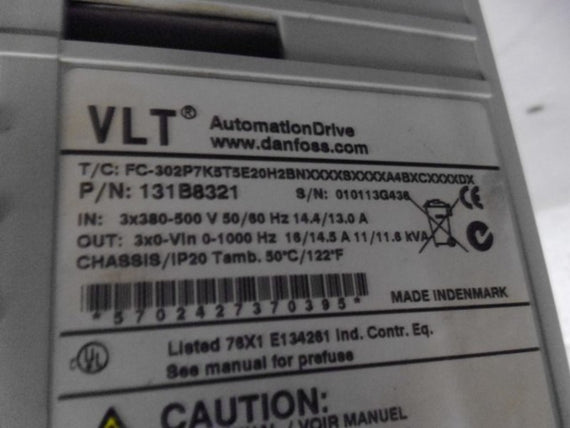 VLT® AutomationDrive
www.danfoss.com
T/C: FC-302P7K5T5E20H2BNXXXXSXXXXA4BXCXXXXDX
P/N: 131B8321 S/N: 010113G436
IN: 3x380-500 V 50/60 Hz 14.4/13.0 A
OUT: 3x0-Vin 0-1000 Hz 16/14.5 A 11/11.6 kVA
CHASSIS/IP20 Tamb. 50°C/122°F
*5702427370395*
MADE INDENMARK
UL
Listed 76X1 E134261 Ind. Contr. Eq.
See manual for prefuse
CAUTION:
/ VOIR MANUEL